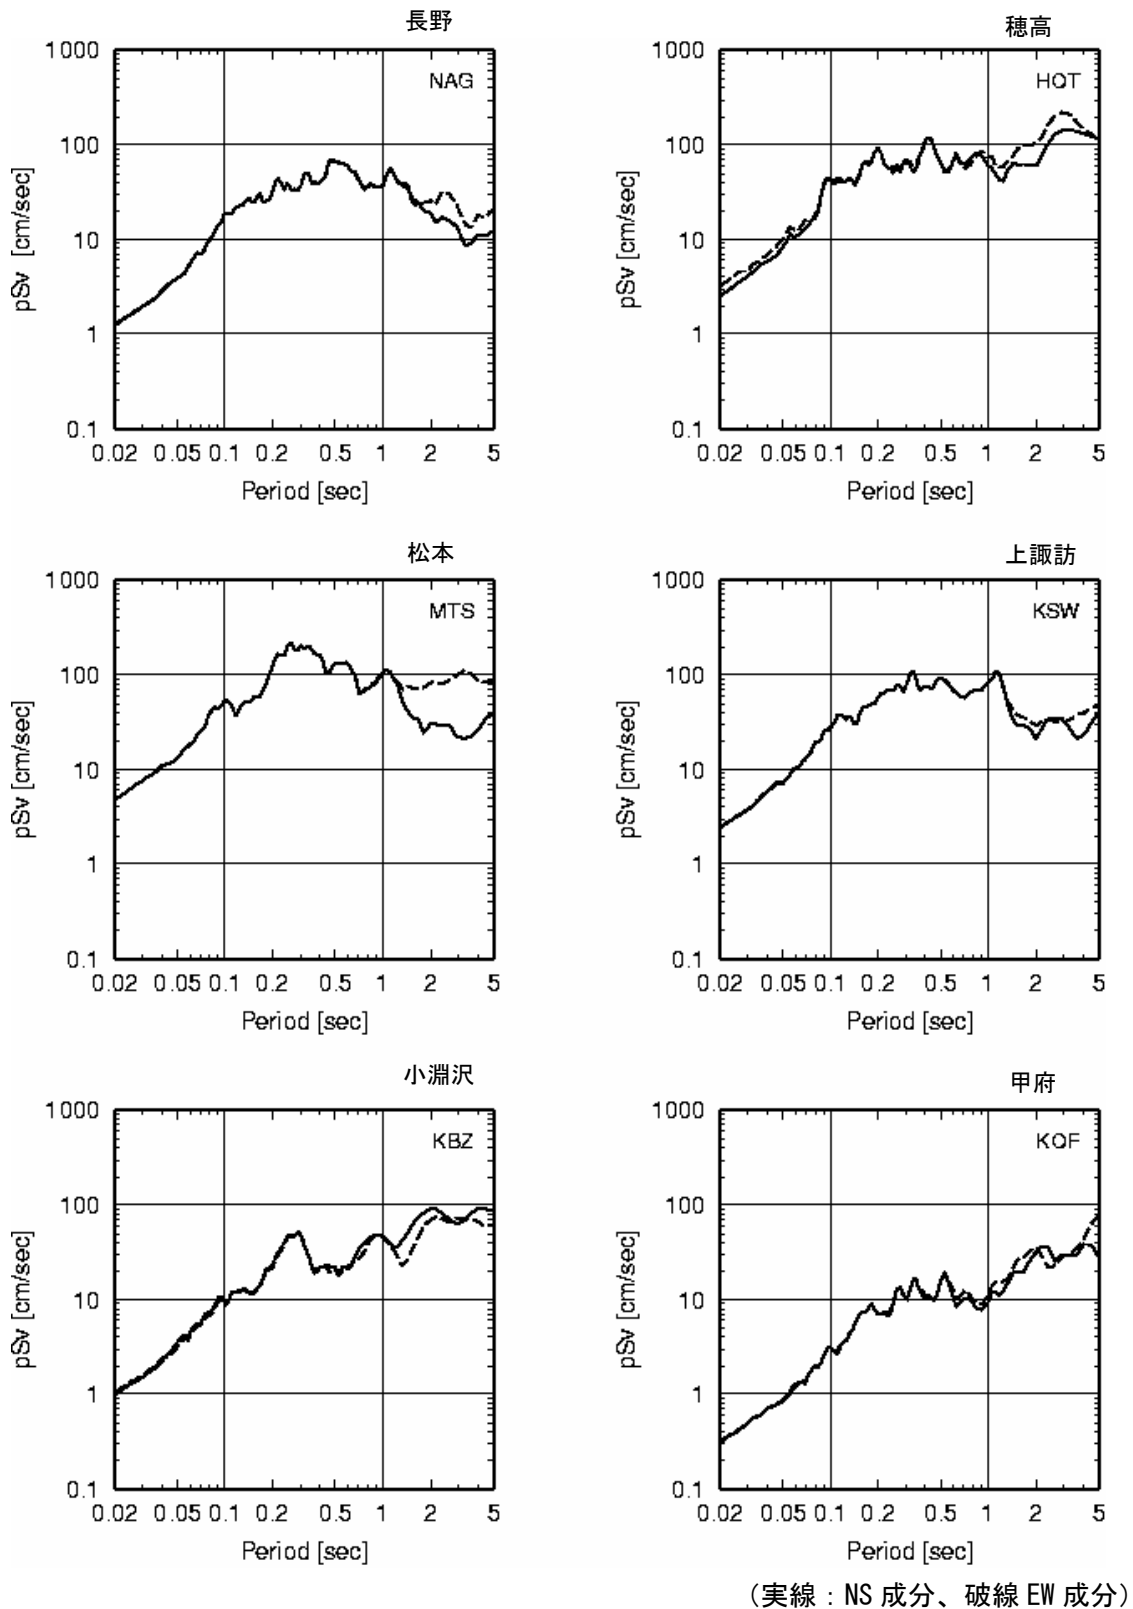 長野
1000
NAG
100
10
1
0.1
pSv [cm/sec]
0.02 0.05 0.1 0.2 0.5 1 2 5
Period [sec]
穂高
1000
HQT
100
10
1
0.1
pSv [cm/sec]
0.02 0.05 0.1 0.2 0.5 1 2 5
Period [sec]
松本
1000
MTS
100
10
1
0.1
pSv [cm/sec]
0.02 0.05 0.1 0.2 0.5 1 2 5
Period [sec]
上諏訪
1000
KSW
100
10
1
0.1
pSv [cm/sec]
0.02 0.05 0.1 0.2 0.5 1 2 5
Period [sec]
小淵沢
1000
KBZ
100
10
1
0.1
pSv [cm/sec]
0.02 0.05 0.1 0.2 0.5 1 2 5
Period [sec]
甲府
1000
KOF
100
10
1
0.1
pSv [cm/sec]
0.02 0.05 0.1 0.2 0.5 1 2 5
Period [sec]
（実線：NS 成分、破線 EW 成分）